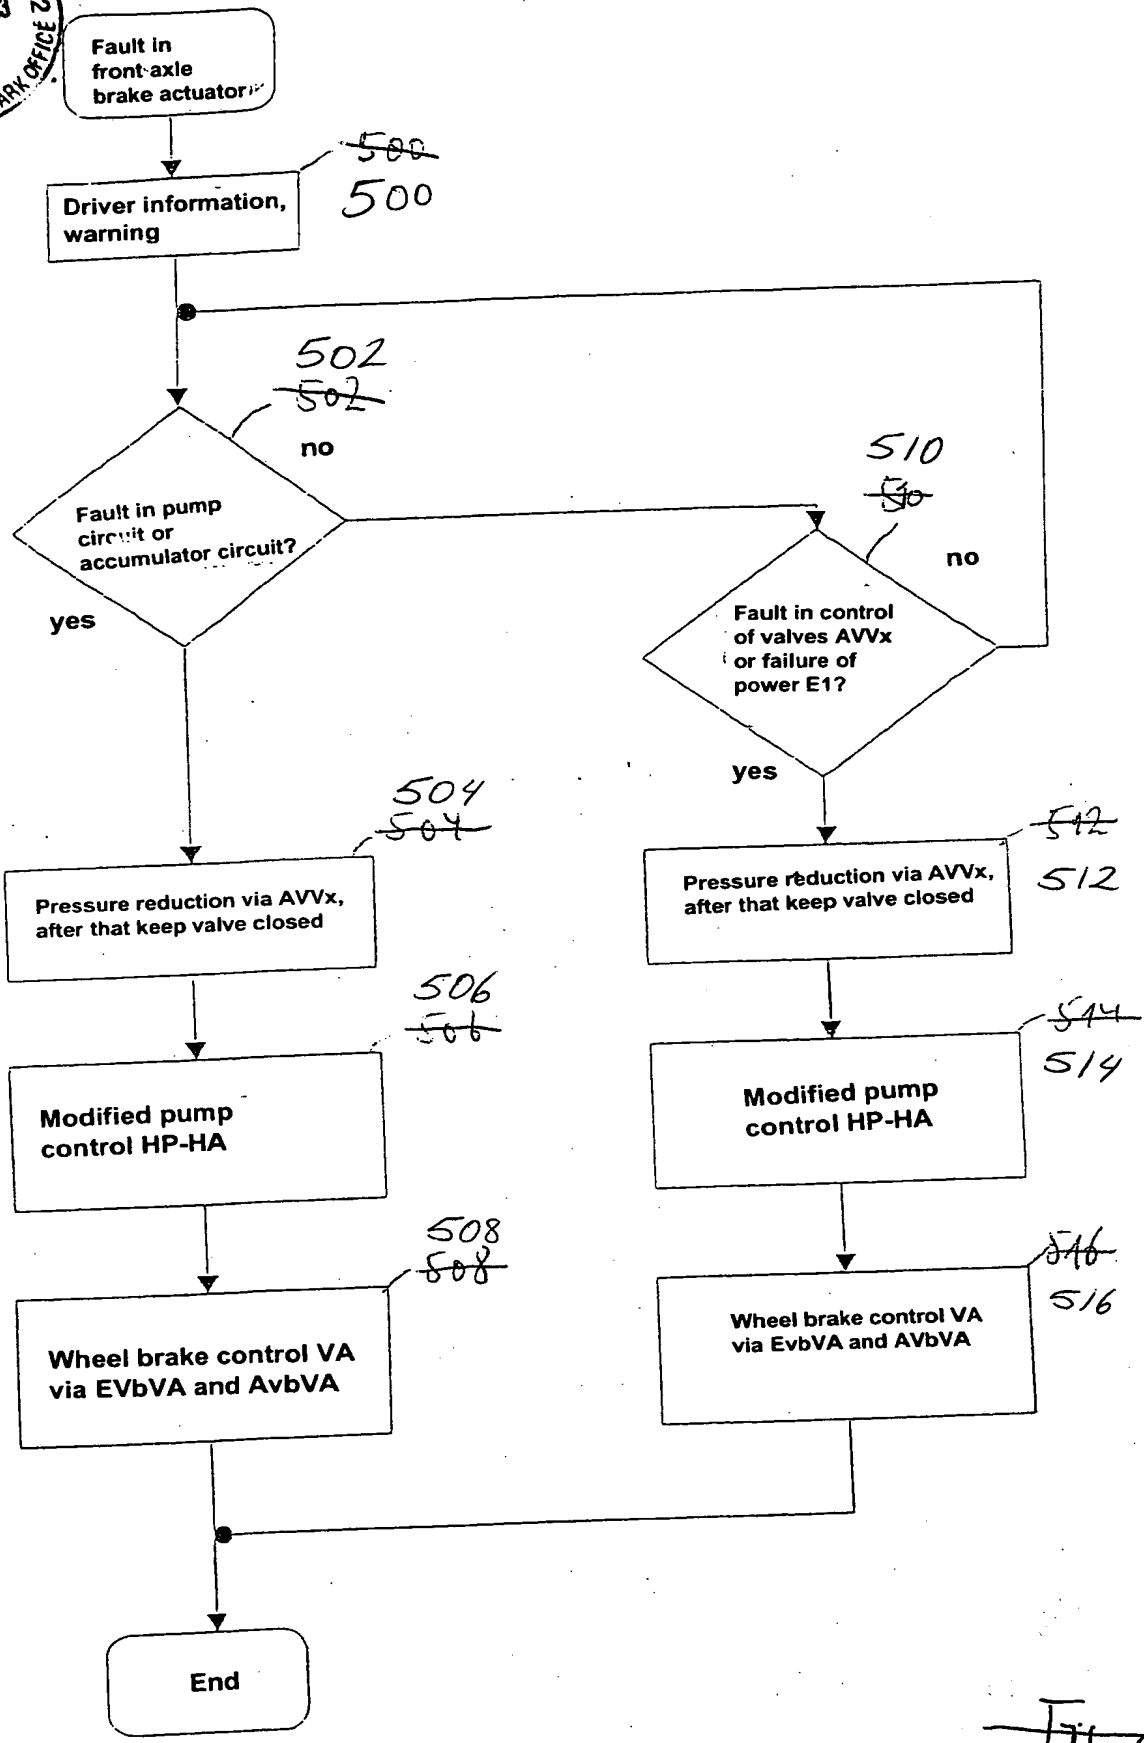 ARK OFFICE
Fault in
front axle
brake actuator
500
Driver information,
warning
500
502
502
no
Fault in pump
circuit or
accumulator circuit?
yes
510
510
no
Fault in control
of valves AVVx
or failure of
power E1?
yes
504
504
Pressure reduction via AVVx,
after that keep valve closed
512
512
Pressure reduction via AVVx,
after that keep valve closed
506
506
Modified pump
control HP-HA
514
514
Modified pump
control HP-HA
508
508
Wheel brake control VA
via EVbVA and AvbVA
516
516
Wheel brake control VA
via EvbVA and AVbVA
End